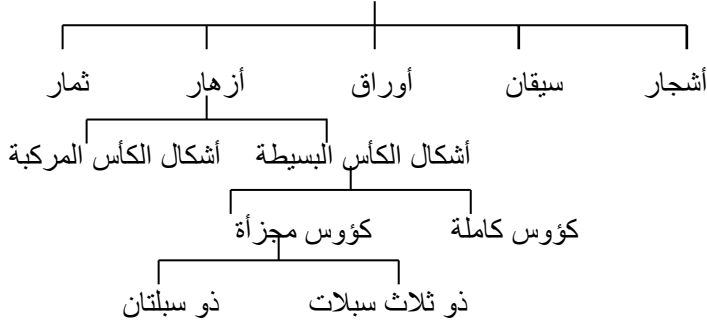 أشجار سيقان أوراق أزهار ثمار
أشكال الكأس البسيطة أشكال الكأس المركبة
كؤوس كاملة كؤوس مجزأة
ذو ثلاث سبلات ذو سبلتان